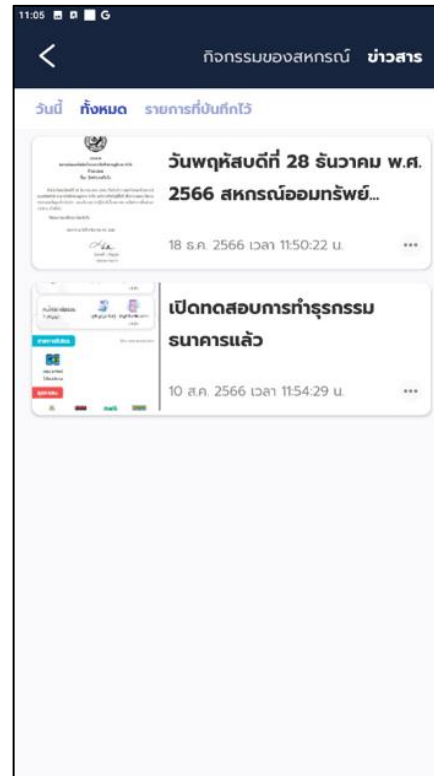 11:05 G
กิจกรรมของสหกรณ์ ข่าวสาร
วันนี้ ทั้งหมด รายการที่บันทึกไว้
วันพฤหัสบดีที่ 28 ธันวาคม พ.ศ.
2566 สหกรณ์ออมทรัพย์...
18 ธ.ค. 2566 เวลา 11:50:22 น.
เปิดทดสอบการทำธุรกรรม
ธนาคารแล้ว
10 ส.ค. 2566 เวลา 11:54:29 น.